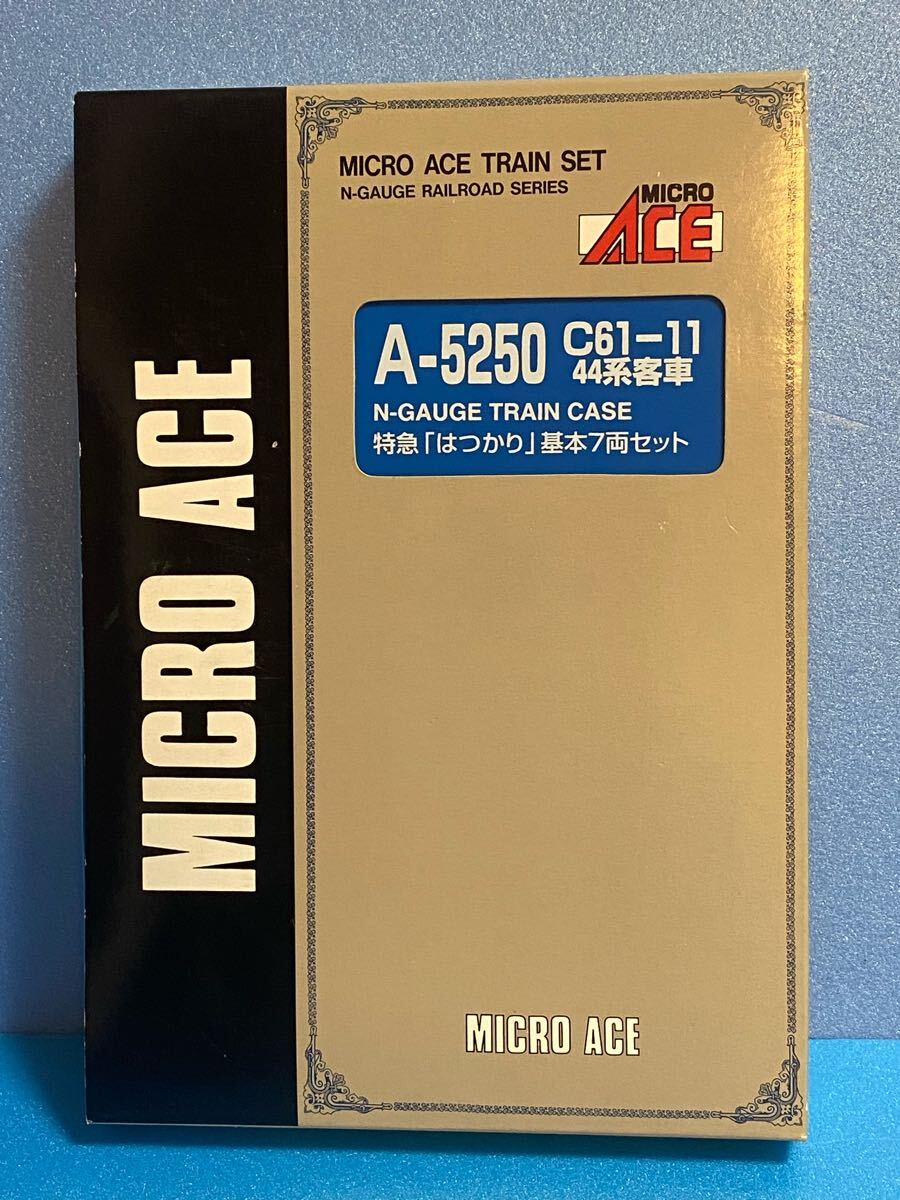 MICRO ACE
MICRO ACE TRAIN SET
N-GAUGE RAILROAD SERIES
MICRO
ACE
A-5250 C61-11
44系客車
N-GAUGE TRAIN CASE
特急「はつかり」基本7両セット
MICRO ACE